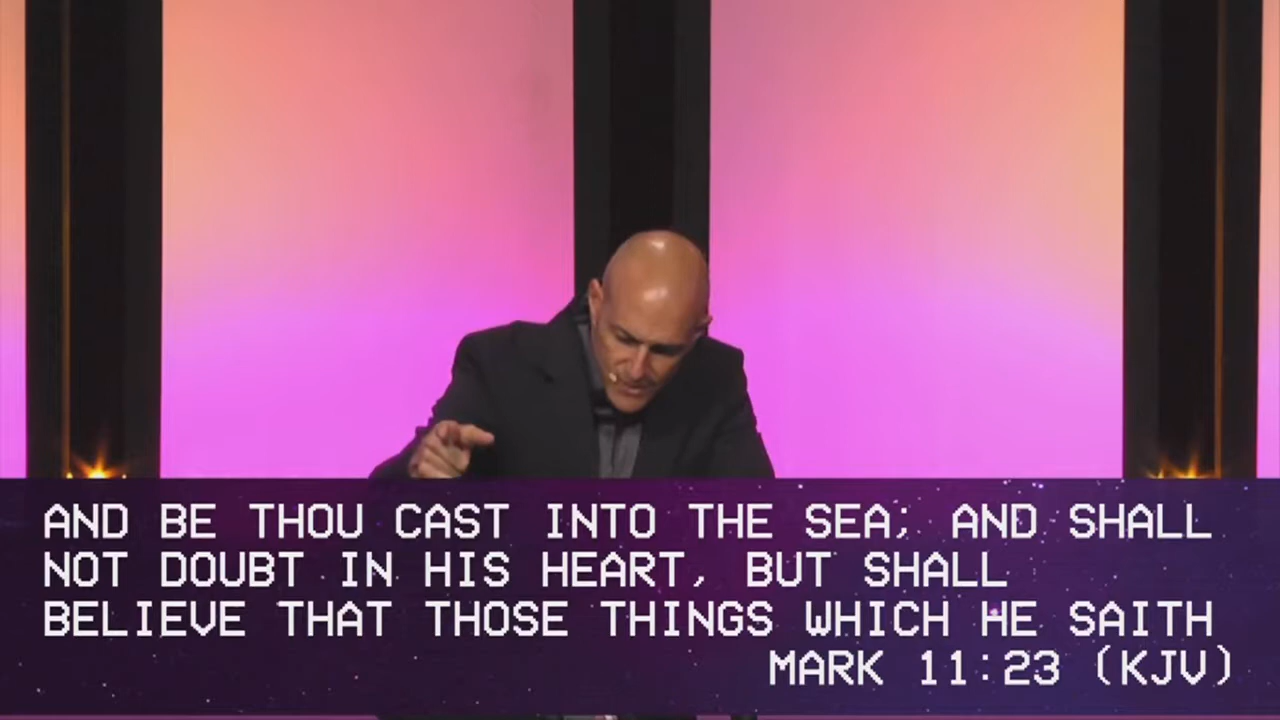 AND BE THOU CAST INTO THE SEA; AND SHALL
NOT DOUBT IN HIS HEART, BUT SHALL
BELIEVE THAT THOSE THINGS WHICH HE SAITH
MARK 11:23 (KJV)